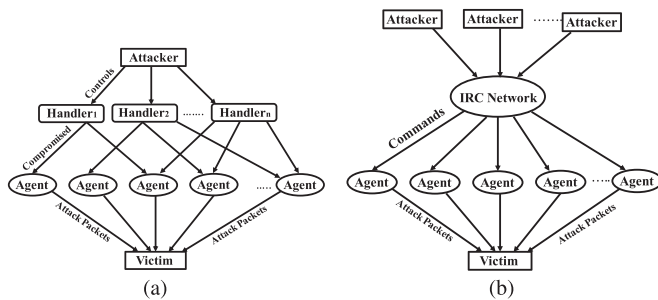 Attacker
Controls
Handler1 Handler2 ....... Handlern
Compromised
Agent Agent Agent Agent ..... Agent
Attack Packets Attack Packets
Victim
(a)
Attacker Attacker ....... Attacker
IRC Network
Commands
Agent Agent Agent Agent ..... Agent
Attack Packets Attack Packets
Victim
(b)